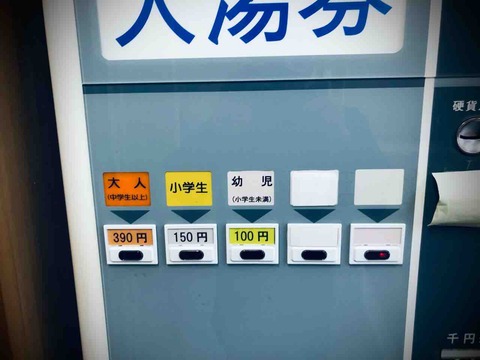 入湯券
硬貨
大人
(中学生以上)
小学生
幼児
(小学生未満)
390円
150円
100円
千円